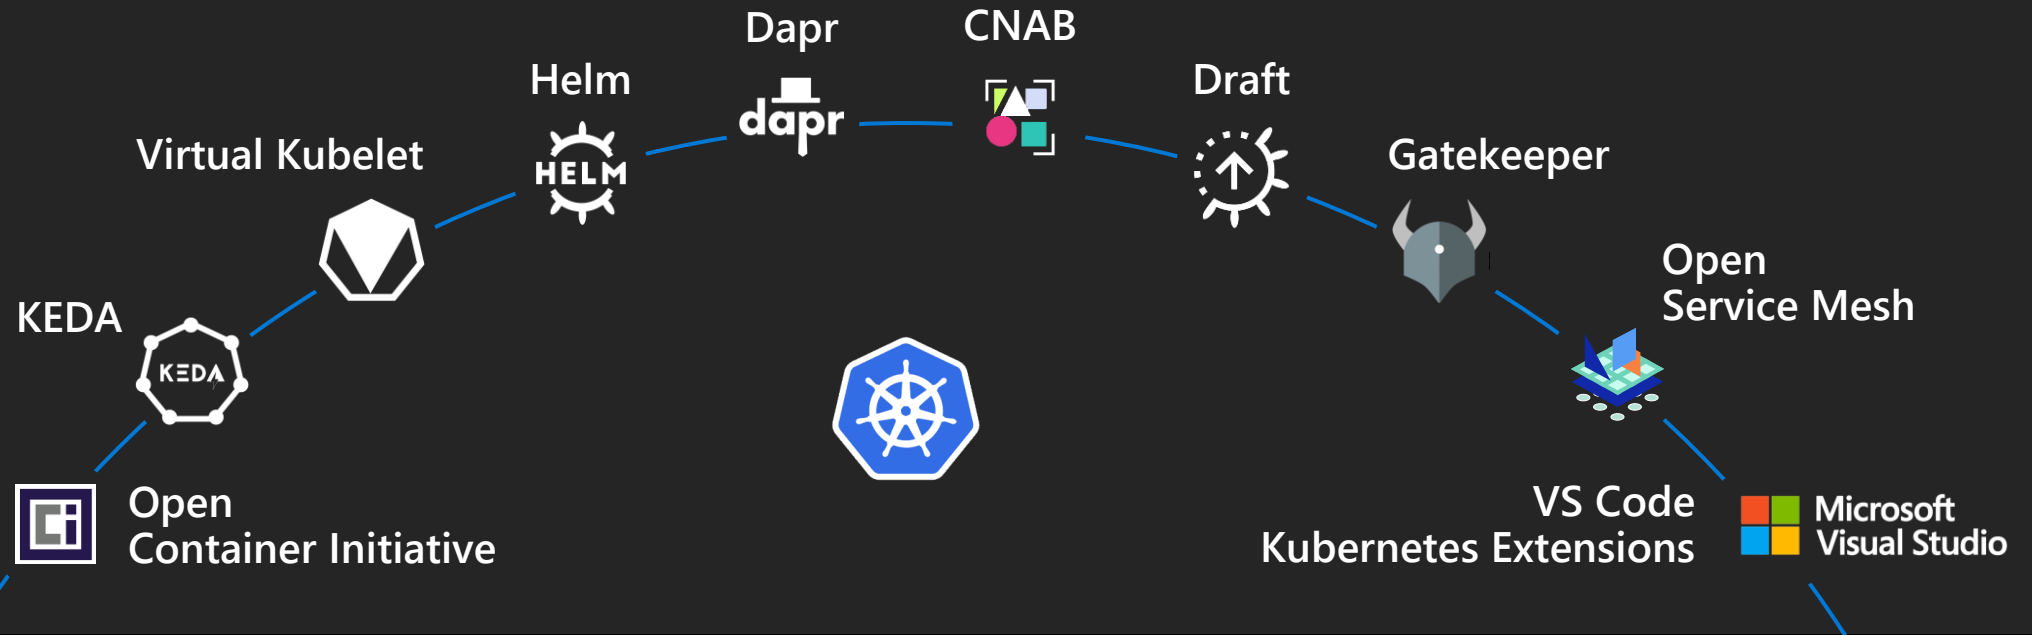 Dapr
dapr
CNAB
Helm
HELM
Draft
Virtual Kubelet
Gatekeeper
KEDA
KEDA
Open
Service Mesh
Open
Container Initiative
VS Code
Kubernetes Extensions
Microsoft
Visual Studio